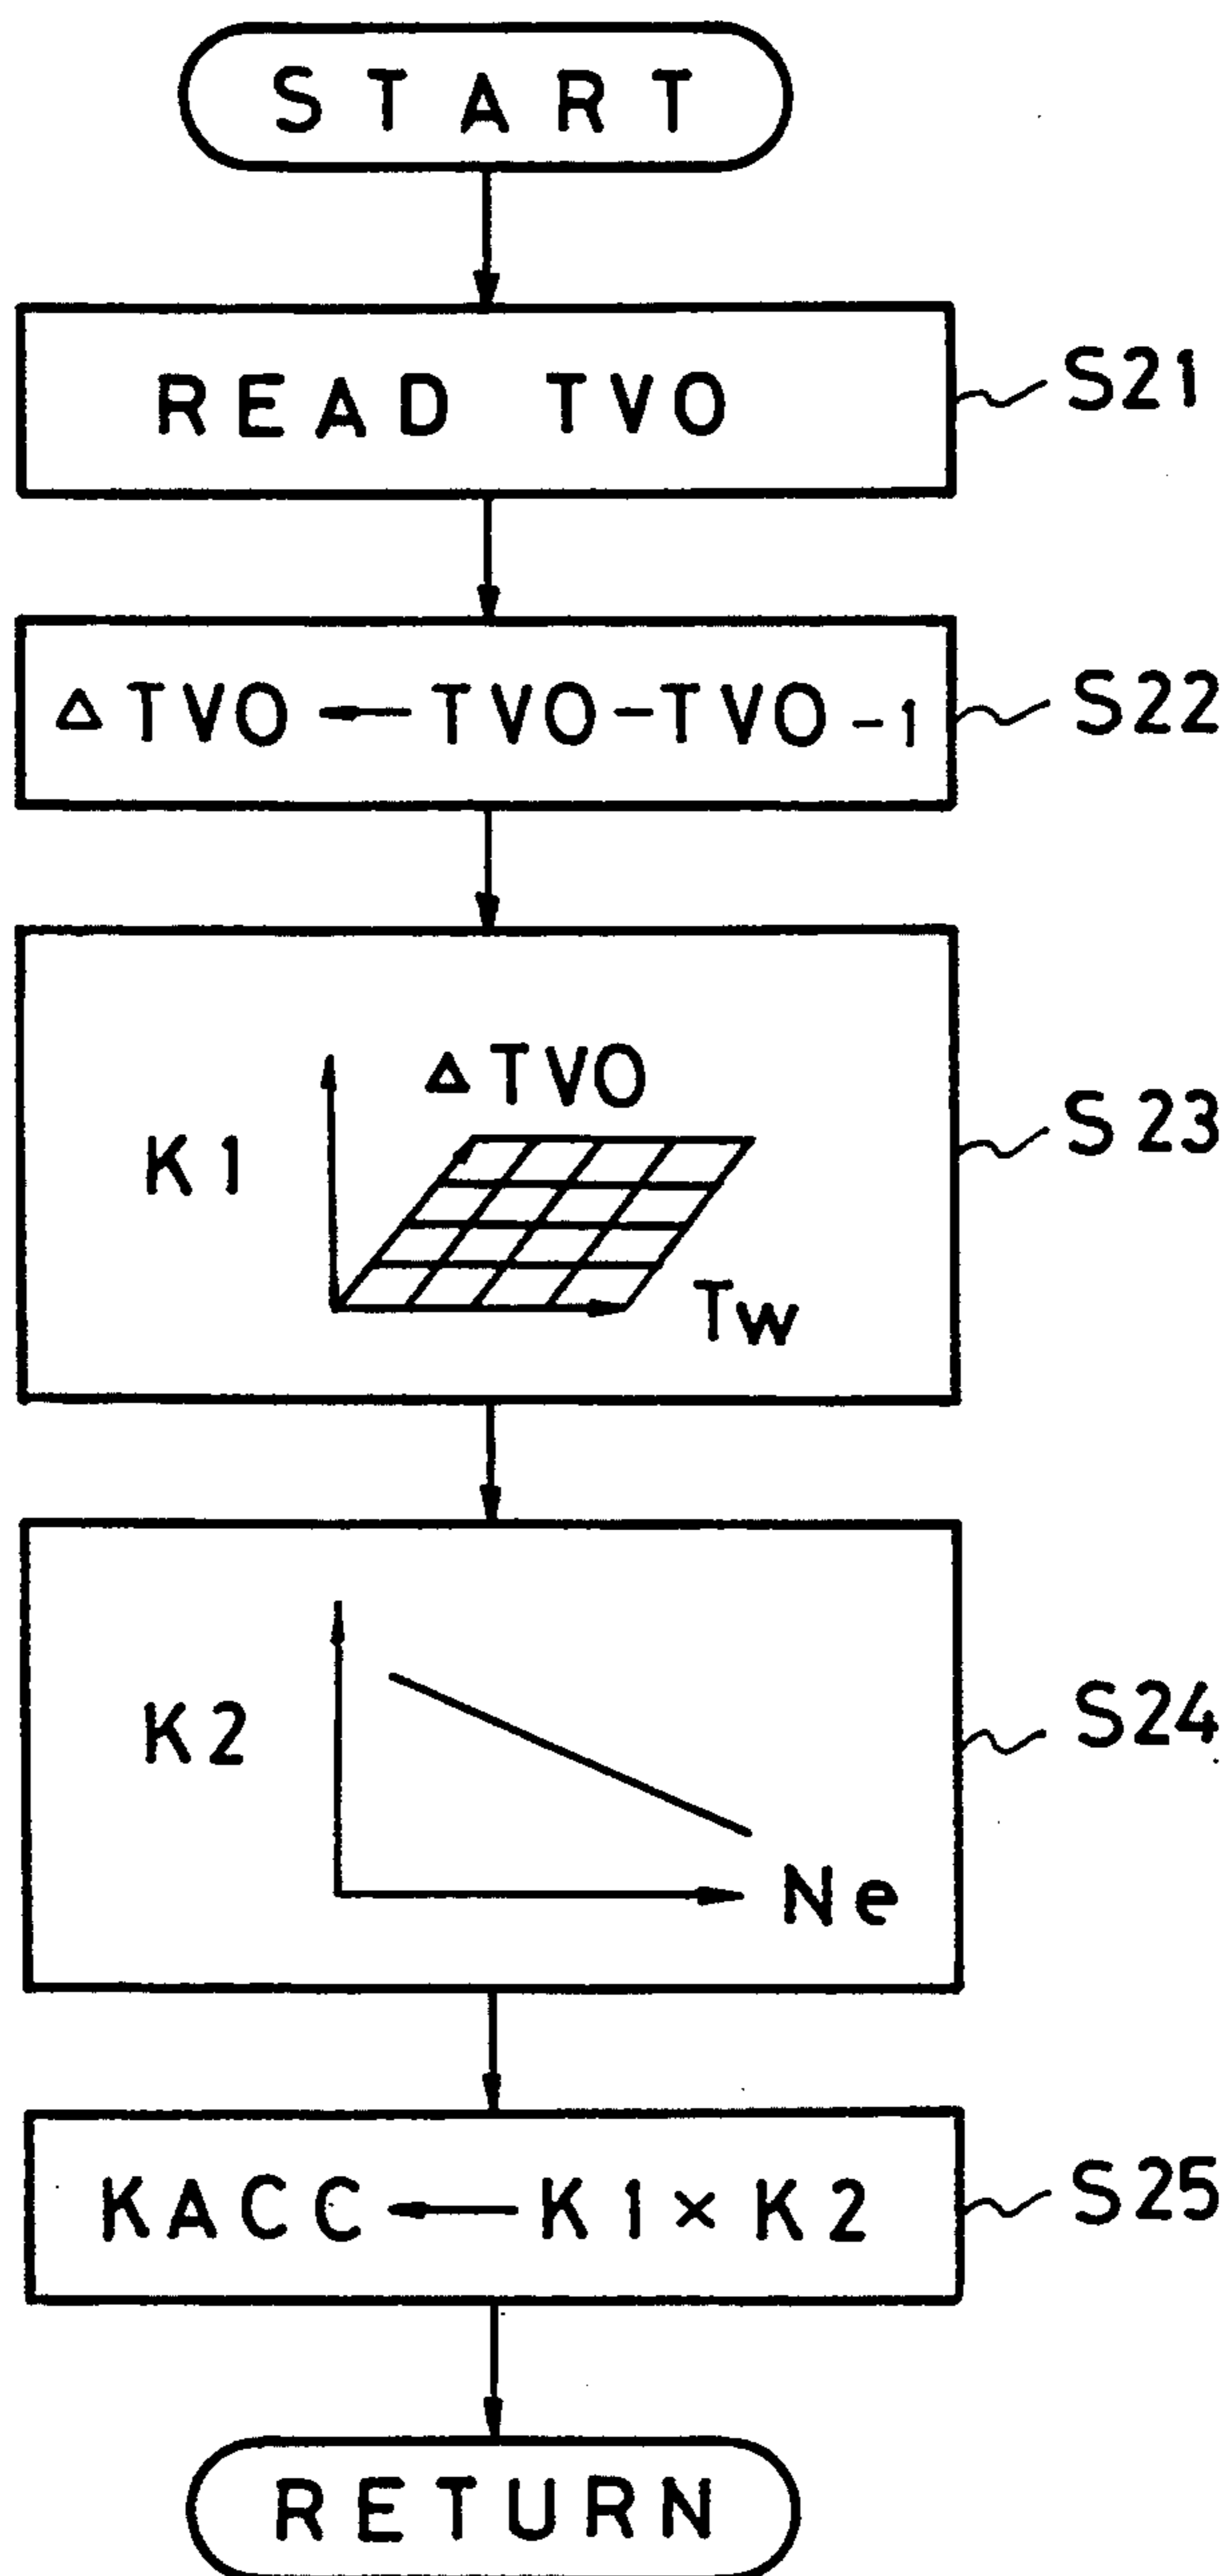 START
READ TVO
S21
ΔTVO ← TVO-TVO-1
S22
ΔTVO
K1
Tw
S23
K2
Ne
S24
KACC ← K1×K2
S25
RETURN